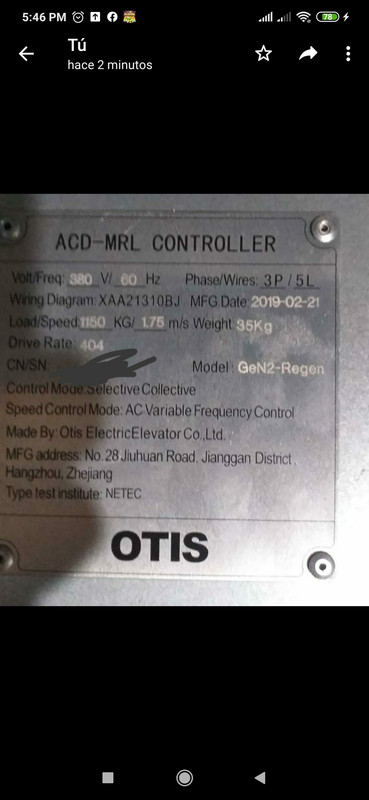 5:46 PM
78
Tú
hace 2 minutos
ACD-MRL CONTROLLER
Volt/Freq: 380 V/ 60 Hz Phase/Wires: 3P / 5L
Wiring Diagram: XAA21310BJ MFG Date: 2019-02-21
Load/Speed: 1150 KG/ 1.75 m/s Weight: 35Kg
Drive Rate: 404
CN/SN: Model: GeN2-Regen
Control Mode: Selective Collective
Speed Control Mode: AC Variable Frequency Control
Made By: Otis ElectricElevator Co.,Ltd.
MFG address: No.28 Jiuhuan Road, Jianggan District,
Hangzhou, Zhejiang
Type test institute: NETEC
OTIS